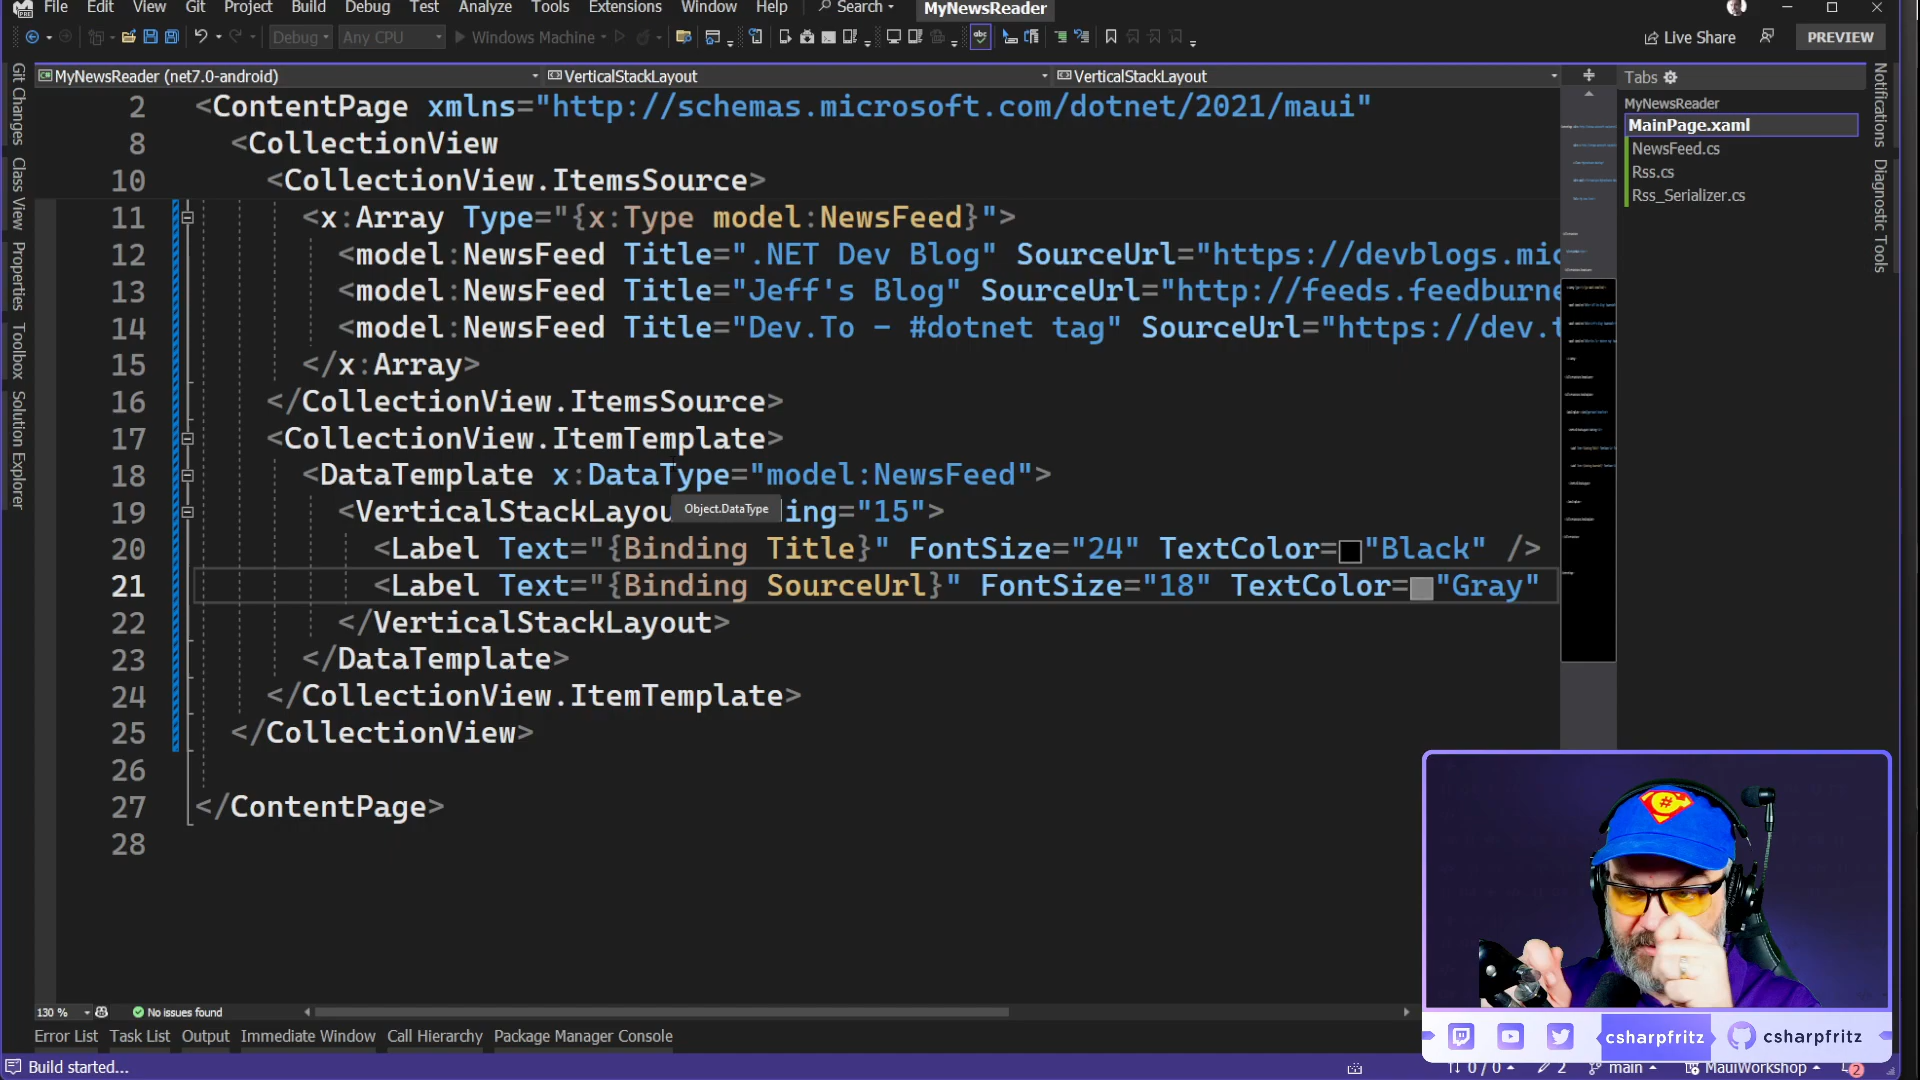 File Edit View Git Project Build Debug Test Analyze Tools Extensions Window Help Search MyNewsReader
Debug Any CPU Windows Machine Live Share PREVIEW
MyNewsReader (net7.0-android) VerticalStackLayout VerticalStackLayout Tabs
Git Changes
Class View
Properties
Toolbox
Solution Explorer
2 <ContentPage xmlns="http://schemas.microsoft.com/dotnet/2021/maui"
8 <CollectionView
10 <CollectionView.ItemsSource>
11 <x:Array Type="{x:Type model:NewsFeed}">
12 <model:NewsFeed Title=".NET Dev Blog" SourceUrl="https://devblogs.mic
13 <model:NewsFeed Title="Jeff's Blog" SourceUrl="http://feeds.feedburne
14 <model:NewsFeed Title="Dev.To - #dotnet tag" SourceUrl="https://dev.t
15 </x:Array>
16 </CollectionView.ItemsSource>
17 <CollectionView.ItemTemplate>
18 <DataTemplate x:DataType="model:NewsFeed">
19 <VerticalStackLayou ing="15">
Object.DataType
20 <Label Text="{Binding Title}" FontSize="24" TextColor="Black" />
21 <Label Text="{Binding SourceUrl}" FontSize="18" TextColor="Gray"
22 </VerticalStackLayout>
23 </DataTemplate>
24 </CollectionView.ItemTemplate>
25 </CollectionView>
26
27 </ContentPage>
28
MyNewsReader
MainPage.xaml
NewsFeed.cs
Rss.cs
Rss_Serializer.cs
Notifications
Diagnostic Tools
130 % No issues found
Error List Task List Output Immediate Window Call Hierarchy Package Manager Console
csharpfritz csharpfritz
Build started... 0 / 0 2 main MauiWorkshop 2